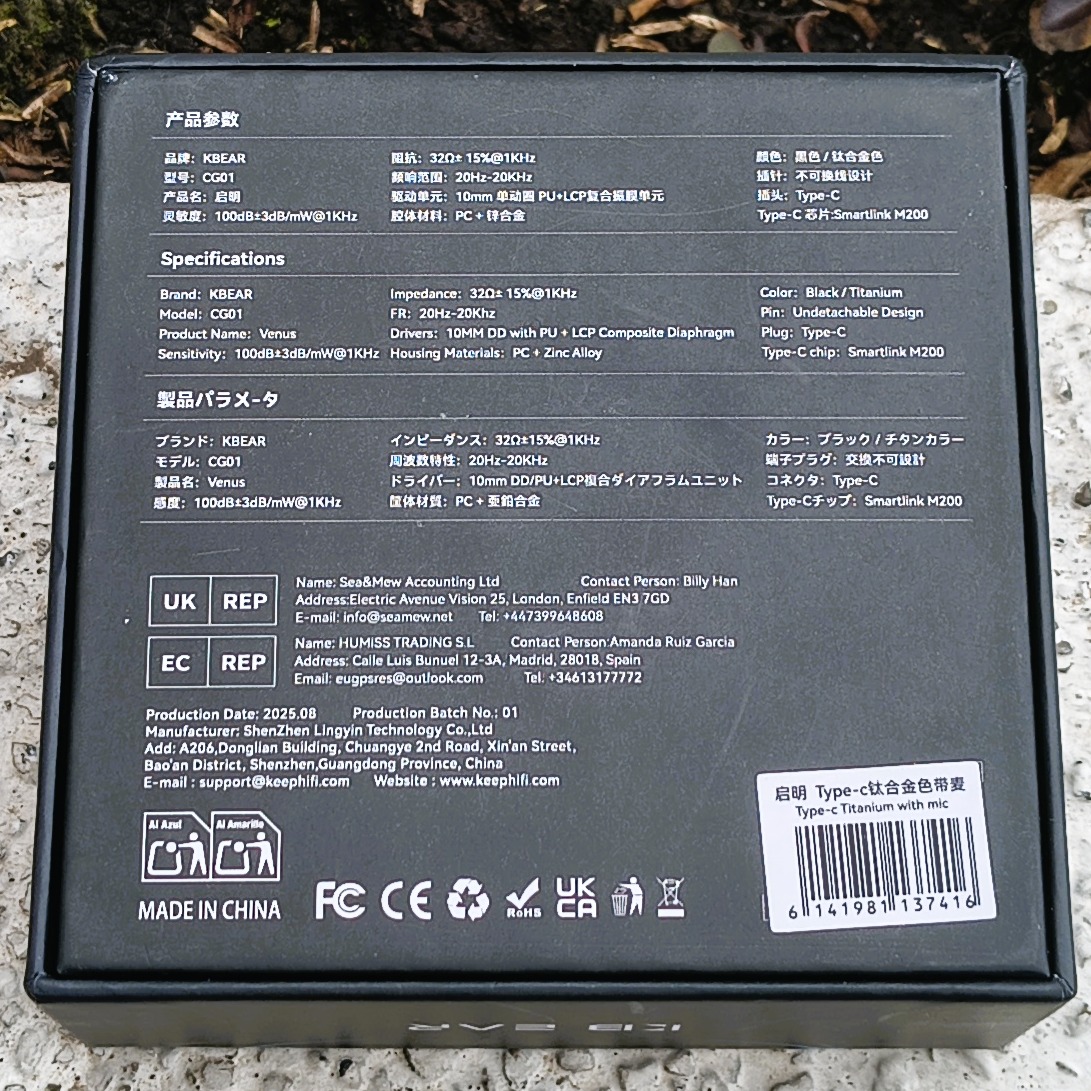 产品参数
品牌：KBEAR 阻抗：32Ω± 15%@1KHz 颜色：黑色 / 钛合金色
型号：CG01 频响范围：20Hz-20KHz 插针：不可换线设计
产品名：启明 驱动单元：10mm 单动圈 PU+LCP复合振膜单元 插头：Type-C
灵敏度：100dB±3dB/mW@1KHz 腔体材料：PC + 锌合金 Type-C 芯片:Smartlink M200
Specifications
Brand：KBEAR Impedance：32Ω± 15%@1KHz Color：Black / Titanium
Model：CG01 FR：20Hz-20Khz Pin：Undetachable Design
Product Name：Venus Drivers：10MM DD with PU + LCP Composite Diaphragm Plug：Type-C
Sensitivity：100dB±3dB/mW@1KHz Housing Materials：PC + Zinc Alloy Type-C chip：Smartlink M200
製品パラメータ
ブランド：KBEAR インピーダンス：32Ω±15%@1KHz カラー：ブラック / チタンカラー
モデル：CG01 周波数特性：20Hz-20KHz 端子プラグ：交換不可設計
製品名：Venus ドライバー：10mm DD/PU+LCP複合ダイアフラムユニット コネクタ：Type-C
感度：100dB±3dB/mW@1KHz 筐体材質：PC + 亜鉛合金 Type-Cチップ：Smartlink M200
UK REP
Name: Sea&Mew Accounting Ltd Contact Person: Billy Han
Address:Electric Avenue Vision 25, London, Enfield EN3 7GD
E-mail: info@seamew.net Tel: +447399648608
EC REP
Name: HUMISS TRADING S.L Contact Person:Amanda Ruiz Garcia
Address: Calle Luis Bunuel 12-3A, Madrid, 28018, Spain
Email: eugpsres@outlook.com Tel: +34613177772
Production Date: 2025.08 Production Batch No.: 01
Manufacturer: ShenZhen Lingyin Technology Co.,Ltd
Add: A206,Donglian Building, Chuangye 2nd Road, Xin'an Street,
Bao'an District, Shenzhen,Guangdong Province, China
E-mail : support@keephifi.com Website : www.keephifi.com
启明 Type-c钛合金色带麦
Type-c Titanium with mic
6 141981 137416
Al Azul Al Amarillo
MADE IN CHINA
FC CE RoHS UK CA
KBEAR